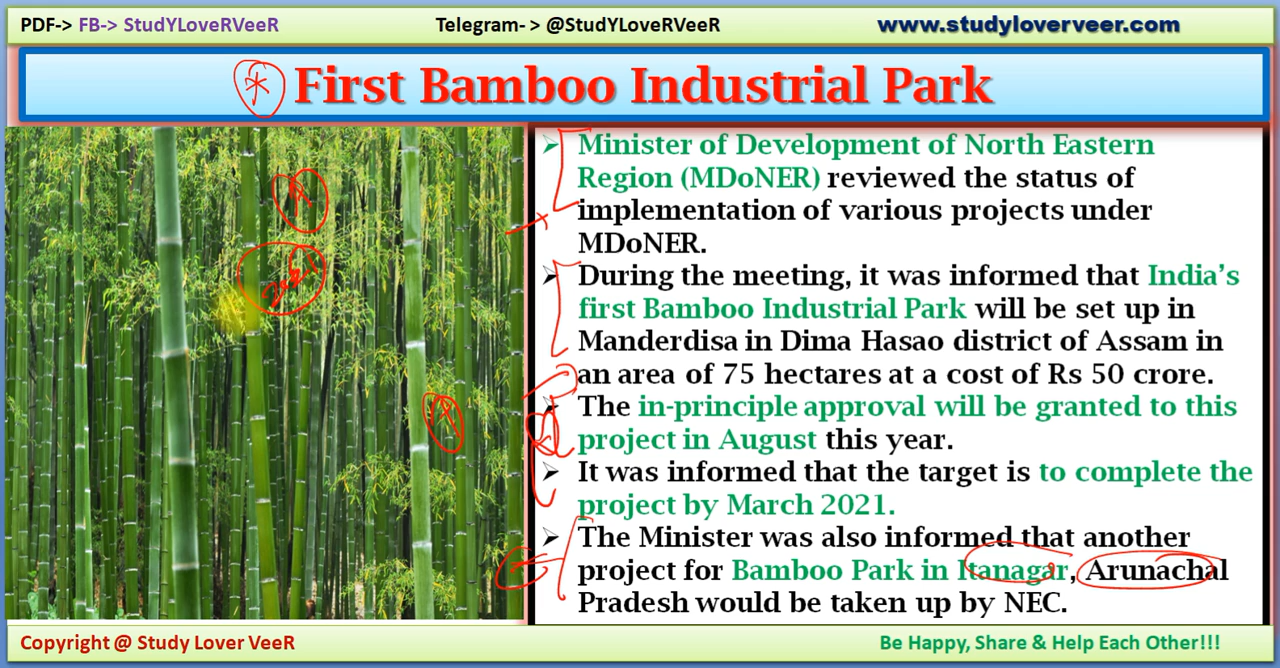 PDF-> FB-> StudYLoveRVeeR
Telegram- > @StudYLoveRVeeR
www.studyloverveer.com
First Bamboo Industrial Park
➢ Minister of Development of North Eastern
Region (MDoNER) reviewed the status of
implementation of various projects under
MDoNER.
➢ During the meeting, it was informed that India’s
first Bamboo Industrial Park will be set up in
Manderdisa in Dima Hasao district of Assam in
an area of 75 hectares at a cost of Rs 50 crore.
➢ The in-principle approval will be granted to this
project in August this year.
➢ It was informed that the target is to complete the
project by March 2021.
➢ The Minister was also informed that another
project for Bamboo Park in Itanagar, Arunachal
Pradesh would be taken up by NEC.
Copyright @ Study Lover VeeR
Be Happy, Share & Help Each Other!!!